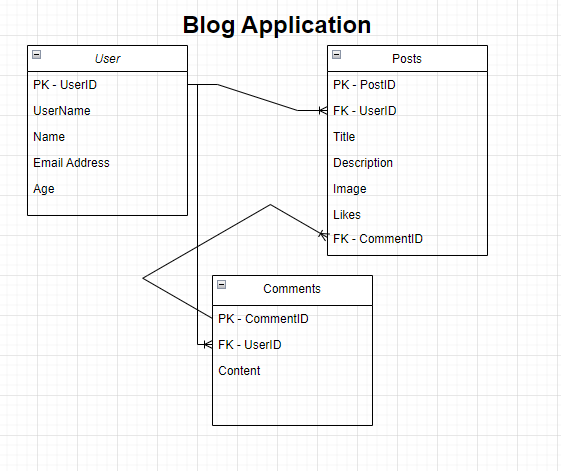 Blog Application
User
PK - UserID
UserName
Name
Email Address
Age
Posts
PK - PostID
FK - UserID
Title
Description
Image
Likes
FK - CommentID
Comments
PK - CommentID
FK - UserID
Content